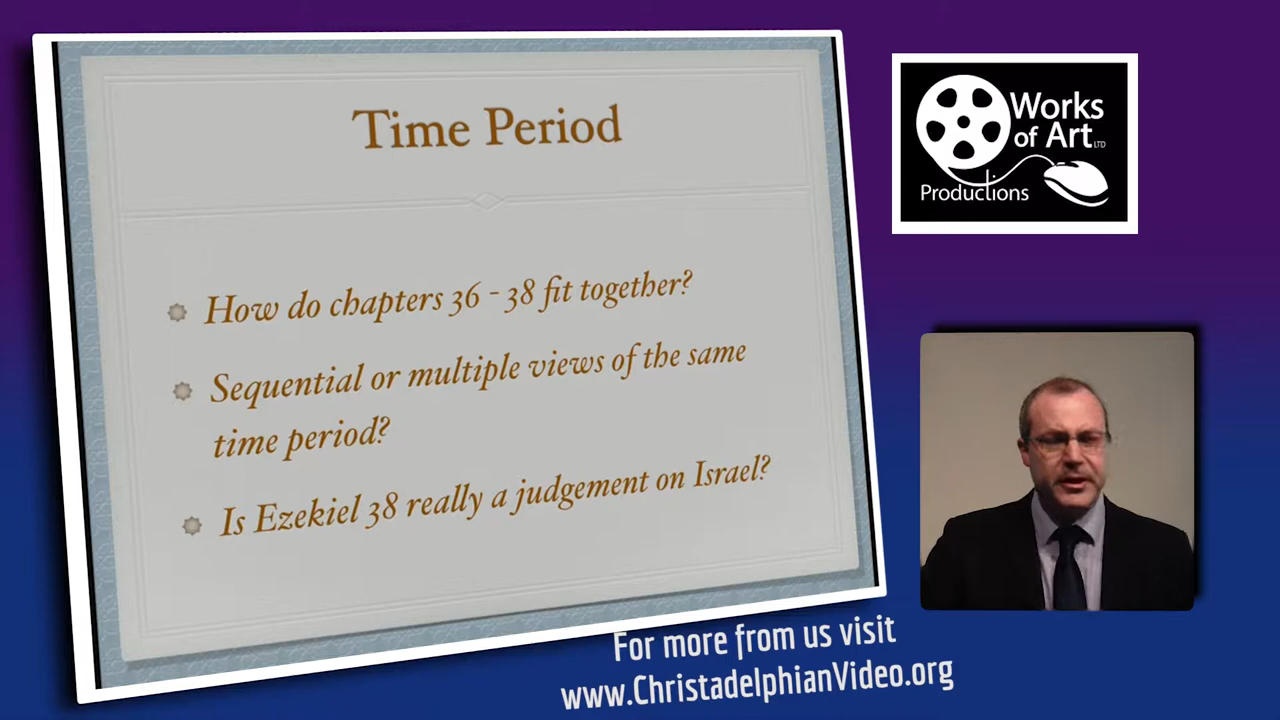 Time Period
How do chapters 36 - 38 fit together?
Sequential or multiple views of the same
time period?
Is Ezekiel 38 really a judgement on Israel?
Works
of Art LTD
Productions
For more from us visit
www.ChristadelphianVideo.org